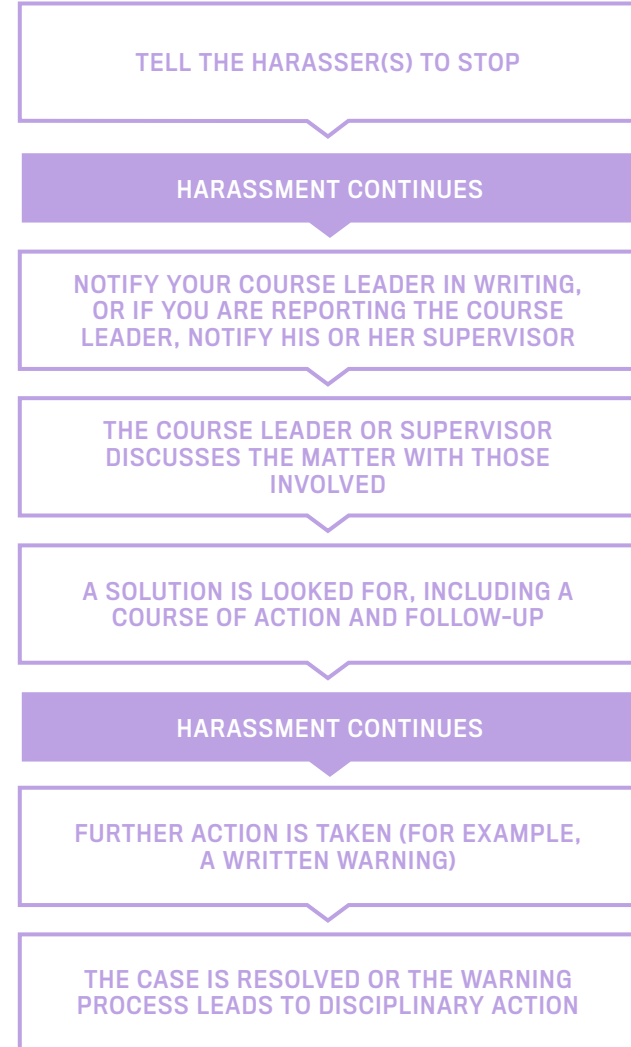 TELL THE HARASSER(S) TO STOP
HARASSMENT CONTINUES
NOTIFY YOUR COURSE LEADER IN WRITING,
OR IF YOU ARE REPORTING THE COURSE
LEADER, NOTIFY HIS OR HER SUPERVISOR
THE COURSE LEADER OR SUPERVISOR
DISCUSSES THE MATTER WITH THOSE
INVOLVED
A SOLUTION IS LOOKED FOR, INCLUDING A
COURSE OF ACTION AND FOLLOW-UP
HARASSMENT CONTINUES
FURTHER ACTION IS TAKEN (FOR EXAMPLE,
A WRITTEN WARNING)
THE CASE IS RESOLVED OR THE WARNING
PROCESS LEADS TO DISCIPLINARY ACTION